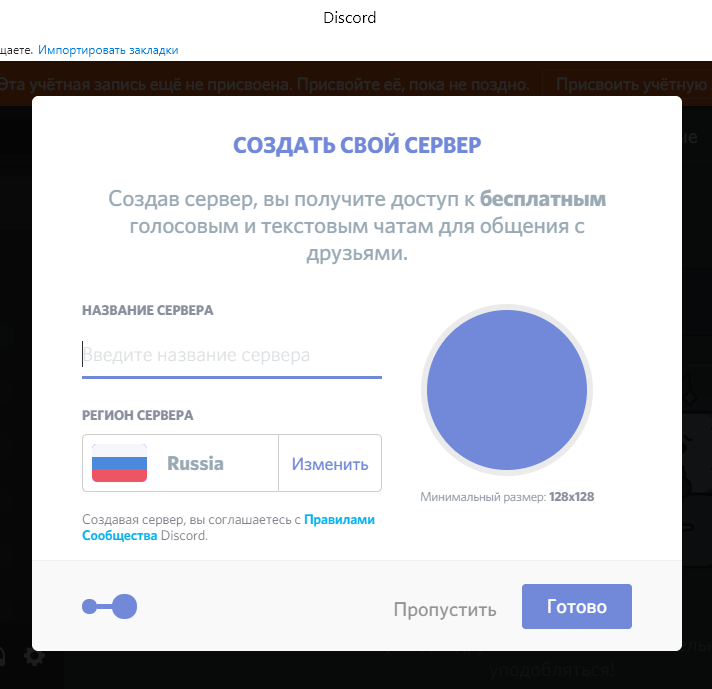 Discord
щаете. Импортировать закладки
Эта учётная запись ещё не присвоена. Присвойте её, пока не поздно. Присвоить учётную
СОЗДАТЬ СВОЙ СЕРВЕР
Создав сервер, вы получите доступ к бесплатным
голосовым и текстовым чатам для общения с
друзьями.
НАЗВАНИЕ СЕРВЕРА
Введите название сервера
РЕГИОН СЕРВЕРА
Russia
Изменить
Минимальный размер: 128x128
Создавая сервер, вы соглашаетесь с Правилами
Сообщества Discord.
Пропустить
Готово
уподобляться!